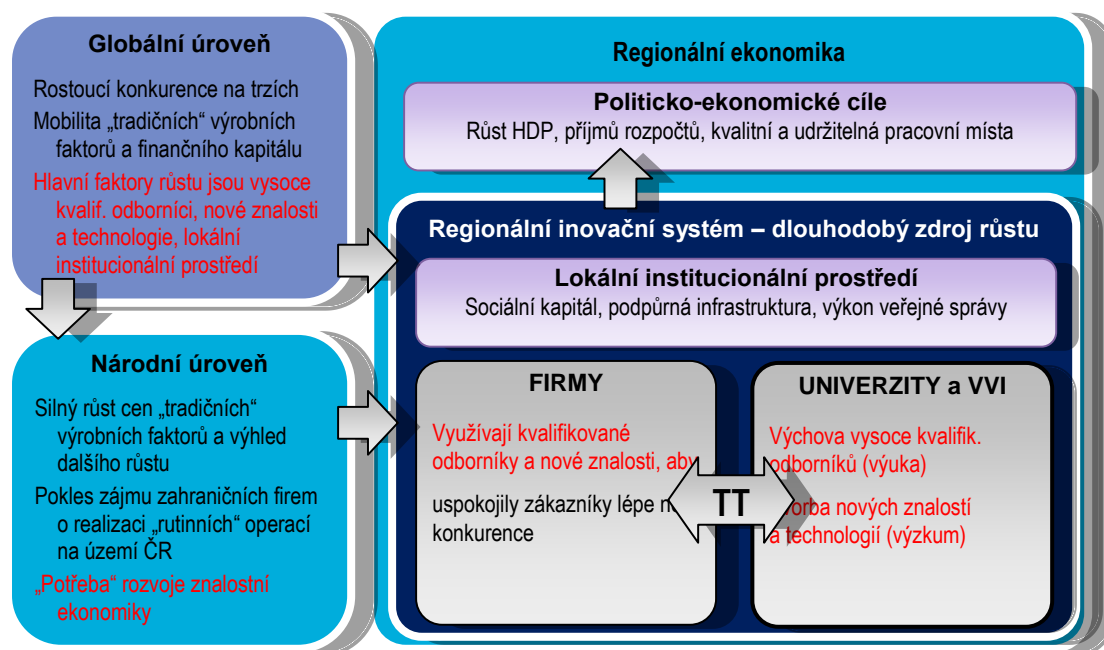 Globální úroveň
Rostoucí konkurence na trzích
Mobilita „tradičních“ výrobních
faktorů a finančního kapitálu
Hlavní faktory růstu jsou vysoce
kvalif. odborníci, nové znalosti
a technologie, lokální
institucionální prostředí
Národní úroveň
Silný růst cen „tradičních“
výrobních faktorů a výhled
dalšího růstu
Pokles zájmu zahraničních firem
o realizaci „rutinních“ operací
na území ČR
„Potřeba“ rozvoje znalostní
ekonomiky
Regionální ekonomika
Politicko-ekonomické cíle
Růst HDP, příjmů rozpočtů, kvalitní a udržitelná pracovní místa
Regionální inovační systém – dlouhodobý zdroj růstu
Lokální institucionální prostředí
Sociální kapitál, podpůrná infrastruktura, výkon veřejné správy
FIRMY
Využívají kvalifikované
odborníky a nové znalosti, aby
uspokojily zákazníky lépe
konkurence
TT
UNIVERZITY a VVI
Výchova vysoce kvalifik.
odborníků (výuka)
nových znalostí
a technologií (výzkum)